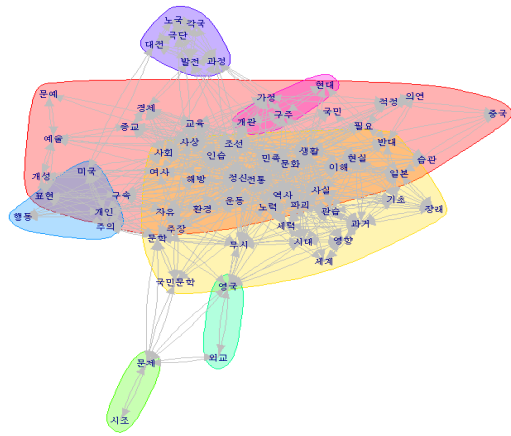 노국 각국
극단
대전
발전 과정
문예
가정 현대
적정 의연
경제
개관 구주 국민
중국
종교 교육
필요
예술
사상 조선
반대
사회 인습 민족 생활
문화 이해 현실 습관
개성 미국 역사 해방 정신 전통 일본
표현 구속 역사 사실 기초
행동 개인 자유 환경 운동 노력 파괴 관습 장래
주의 주장 세력 과거
문학 무시 시대 영향
세계
국민문학 영국
문체 외교
시조